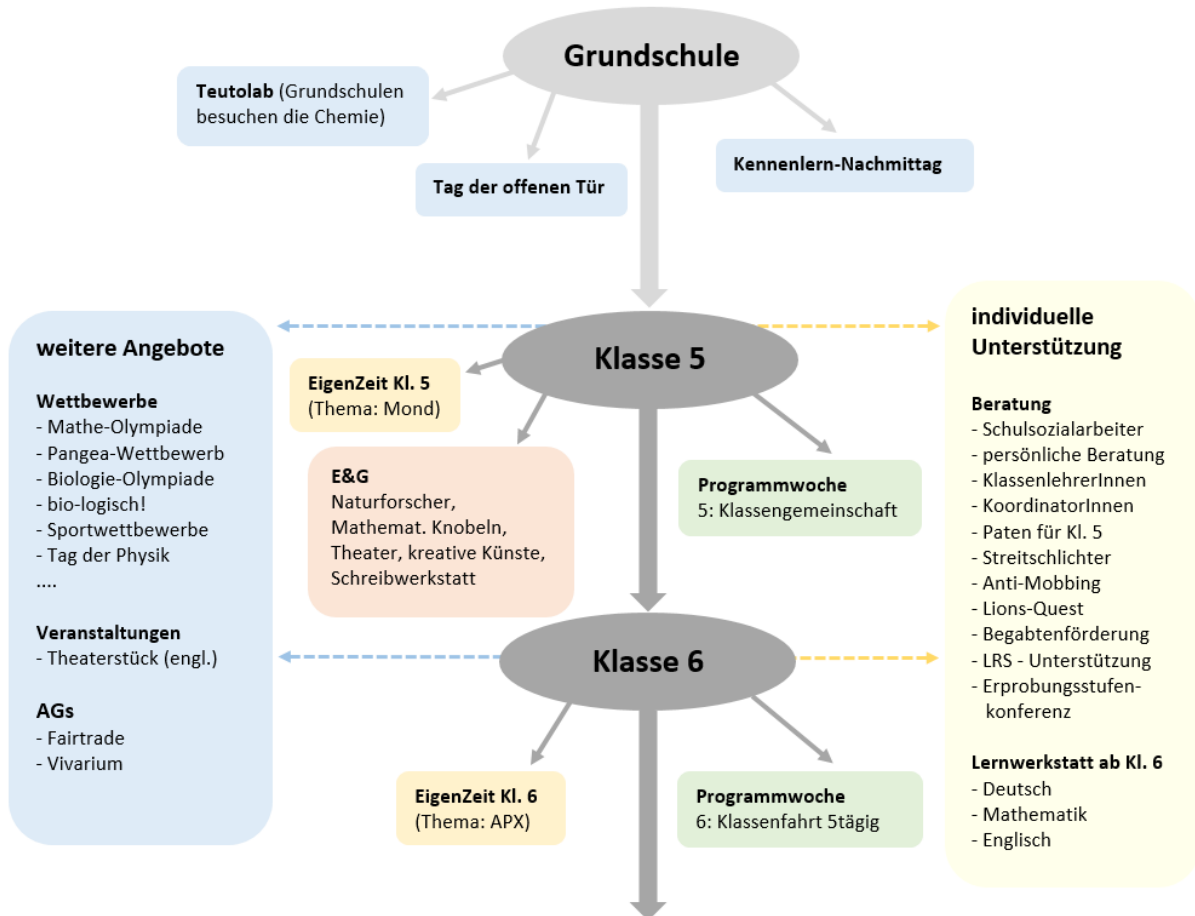 Grundschule
Teutolab (Grundschulen
besuchen die Chemie)
Tag der offenen Tür
Kennenlern-Nachmittag
weitere Angebote
Wettbewerbe
- Mathe-Olympiade
- Pangea-Wettbewerb
- Biologie-Olympiade
- bio-logisch!
- Sportwettbewerbe
- Tag der Physik
....
Veranstaltungen
- Theaterstück (engl.)
AGs
- Fairtrade
- Vivarium
Klasse 5
EigenZeit Kl. 5
(Thema: Mond)
E&G
Naturforscher,
Mathemat. Knobeln,
Theater, kreative Künste,
Schreibwerkstatt
Programmwoche
5: Klassengemeinschaft
Klasse 6
EigenZeit Kl. 6
(Thema: APX)
Programmwoche
6: Klassenfahrt 5tägig
individuelle
Unterstützung
Beratung
- Schulsozialarbeiter
- persönliche Beratung
- KlassenlehrerInnen
- KoordinatorInnen
- Paten für Kl. 5
- Streitschlichter
- Anti-Mobbing
- Lions-Quest
- Begabtenförderung
- LRS - Unterstützung
- Erprobungsstufen-
konferenz
Lernwerkstatt ab Kl. 6
- Deutsch
- Mathematik
- Englisch